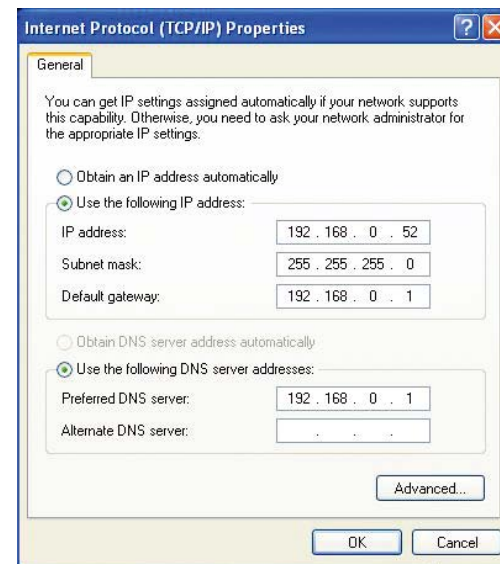 Internet Protocol (TCP/IP) Properties
General
You can get IP settings assigned automatically if your network supports
this capability. Otherwise, you need to ask your network administrator for
the appropriate IP settings.
Obtain an IP address automatically
Use the following IP address:
IP address: 192 . 168 . 0 . 52
Subnet mask: 255 . 255 . 255 . 0
Default gateway: 192 . 168 . 0 . 1
Obtain DNS server address automatically
Use the following DNS server addresses:
Preferred DNS server: 192 . 168 . 0 . 1
Alternate DNS server: . . .
Advanced...
OK Cancel